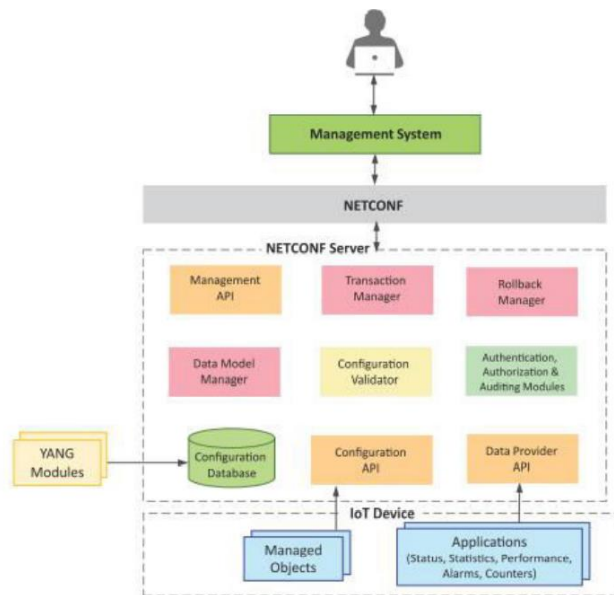 Management System
NETCONF
NETCONF Server
Management
API
Transaction
Manager
Rollback
Manager
Data Model
Manager
Configuration
Validator
Authentication,
Authorization &
Auditing Modules
YANG
Modules
Configuration
Database
Configuration
API
Data Provider
API
IoT Device
Managed
Objects
Applications
(Status, Statistics, Performance,
Alarms, Counters)